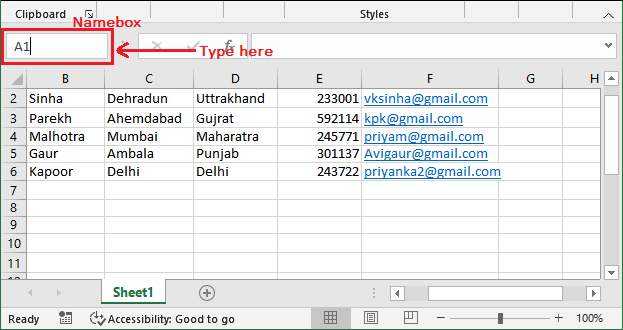 Clipboard Styles
Namebox
A1 fx
Type here
B C D E F G H
2 Sinha Dehradun Uttrakhand 233001 vksinha@gmail.com
3 Parekh Ahemdabad Gujrat 592114 kpk@gmail.com
4 Malhotra Mumbai Maharatra 245771 priyam@gmail.com
5 Gaur Ambala Punjab 301137 Avigaur@gmail.com
6 Kapoor Delhi Delhi 243722 priyanka2@gmail.com
7
8
9
10
11
Sheet1
Ready Accessibility: Good to go 100%